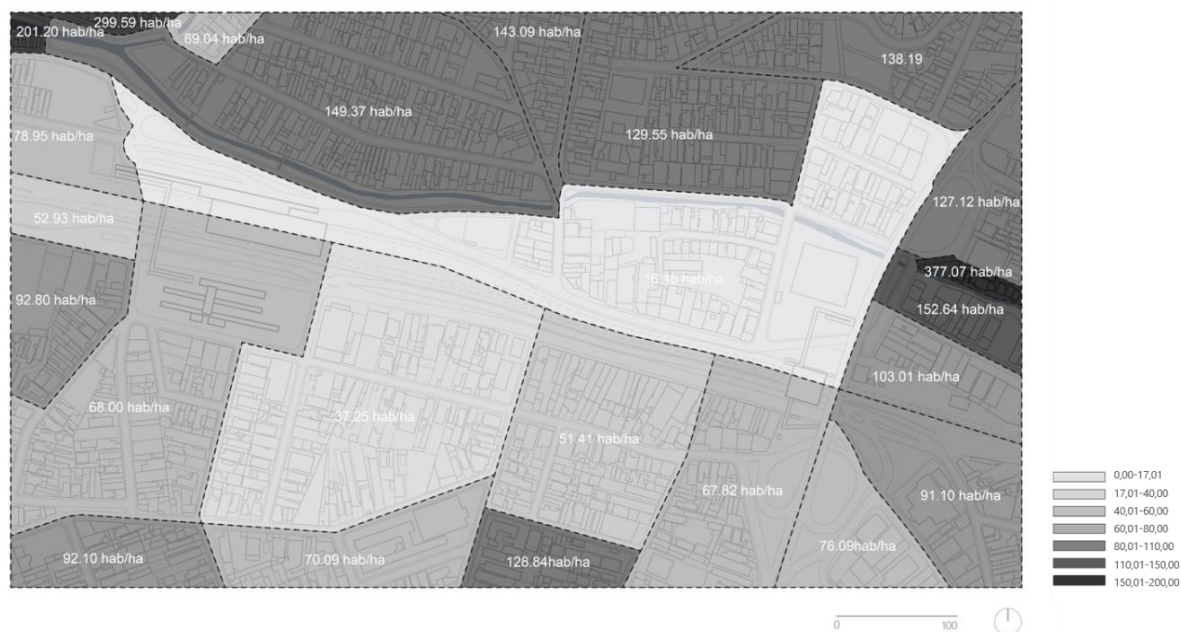 299.59 hab/ha
201.20 hab/ha
69.04 hab/ha
143.09 hab/ha
138.19
149.37 hab/ha
129.55 hab/ha
78.95 hab/ha
127.12 hab/ha
52.93 hab/ha
16.15 hab/ha
377.07 hab/ha
92.80 hab/ha
152.64 hab/ha
103.01 hab/ha
68.00 hab/ha
37.25 hab/ha
51.41 hab/ha
67.82 hab/ha
91.10 hab/ha
76.09hab/ha
92.10 hab/ha
70.09 hab/ha
128.84hab/ha
0,00-17,01
17,01-40,00
40,01-60,00
60,01-80,00
80,01-110,00
110,01-150,00
150,01-200,00
0 100